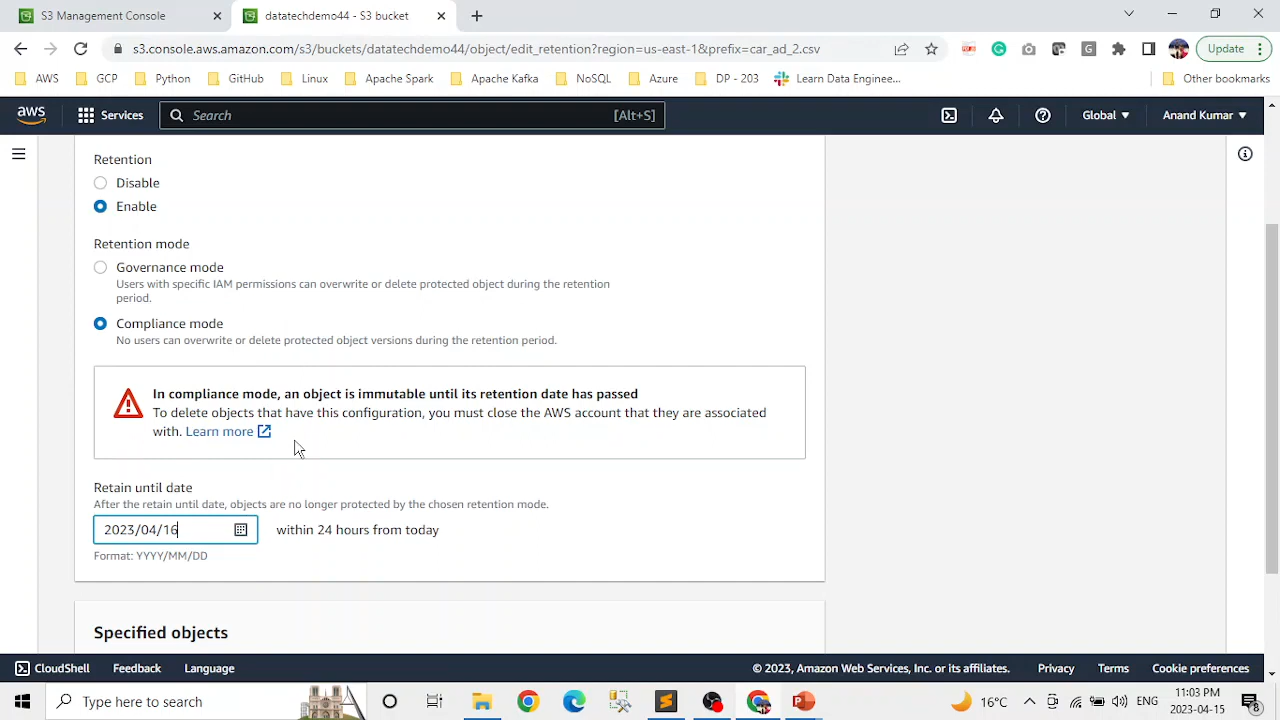 S3 Management Console
datatechdemo44 - S3 bucket
s3.console.aws.amazon.com/s3/buckets/datatechdemo44/object/edit_retention?region=us-east-1&prefix=car_ad_2.csv
Update
AWS
GCP
Python
GitHub
Linux
Apache Spark
Apache Kafka
NoSQL
Azure
DP - 203
Learn Data Enginee...
Other bookmarks
aws
Services
Search
[Alt+S]
Global
Anand Kumar
Retention
Disable
Enable
Retention mode
Governance mode
Users with specific IAM permissions can overwrite or delete protected object during the retention
period.
Compliance mode
No users can overwrite or delete protected object versions during the retention period.
In compliance mode, an object is immutable until its retention date has passed
To delete objects that have this configuration, you must close the AWS account that they are associated
with. Learn more
Retain until date
After the retain until date, objects are no longer protected by the chosen retention mode.
2023/04/16
within 24 hours from today
Format: YYYY/MM/DD
Specified objects
CloudShell
Feedback
Language
© 2023, Amazon Web Services, Inc. or its affiliates.
Privacy
Terms
Cookie preferences
Type here to search
16°C
ENG
11:03 PM
2023-04-15
8